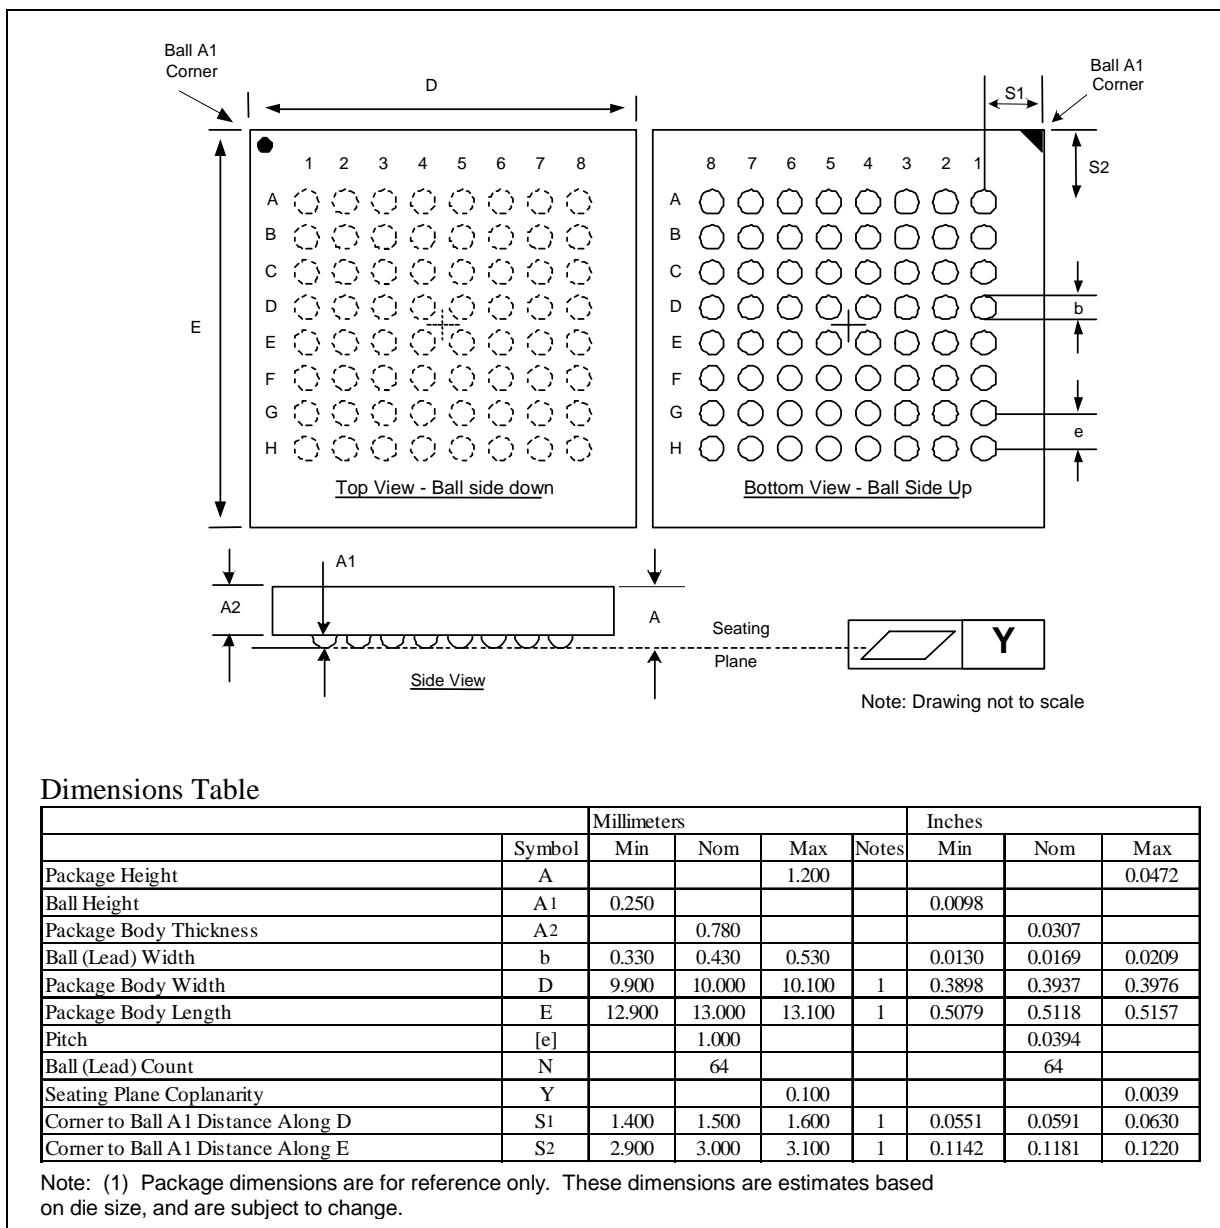 Ball A1
Corner
D
S1
Ball A1
Corner
S2
1 2 3 4 5 6 7 8
8 7 6 5 4 3 2 1
A
B
C
D
E
F
G
H
A
B
C
D
E
F
G
H
E
b
e
Top View - Ball side down
Bottom View - Ball Side Up
A1
A2
A
Seating
Plane
Y
Side View
Note: Drawing not to scale
Dimensions Table
Millimeters Inches
Symbol Min Nom Max Notes Min Nom Max
Package Height A 1.200 0.0472
Ball Height A1 0.250 0.0098
Package Body Thickness A2 0.780 0.0307
Ball (Lead) Width b 0.330 0.430 0.530 0.0130 0.0169 0.0209
Package Body Width D 9.900 10.000 10.100 1 0.3898 0.3937 0.3976
Package Body Length E 12.900 13.000 13.100 1 0.5079 0.5118 0.5157
Pitch [e] 1.000 0.0394
Ball (Lead) Count N 64 64
Seating Plane Coplanarity Y 0.100 0.0039
Corner to Ball A1 Distance Along D S1 1.400 1.500 1.600 1 0.0551 0.0591 0.0630
Corner to Ball A1 Distance Along E S2 2.900 3.000 3.100 1 0.1142 0.1181 0.1220
Note: (1) Package dimensions are for reference only. These dimensions are estimates based
on die size, and are subject to change.